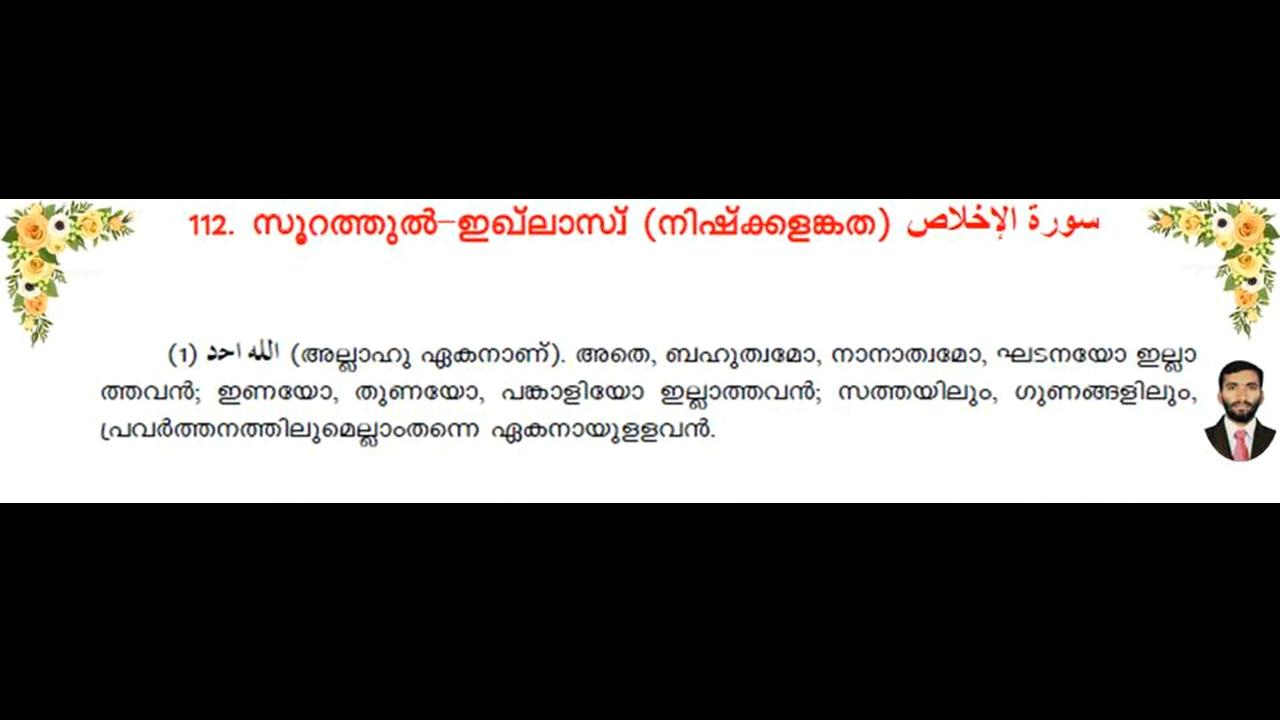 112. സൂറത്തുൽ-ഇഖ്ലാസ്വ് (നിഷ്ക്കളങ്കത) سورة الإخلاص
(1) الله احد (അല്ലാഹു ഏകനാണ്). അതെ, ബഹുത്വമോ, നാനാത്വമോ, ഘടനയോ ഇല്ലാ
ത്തവൻ; ഇണയോ, തുണയോ, പങ്കാളിയോ ഇല്ലാത്തവൻ; സത്തയിലും, ഗുണങ്ങളിലും,
പ്രവർത്തനത്തിലുമെല്ലാംതന്നെ ഏകനായുളളവൻ.